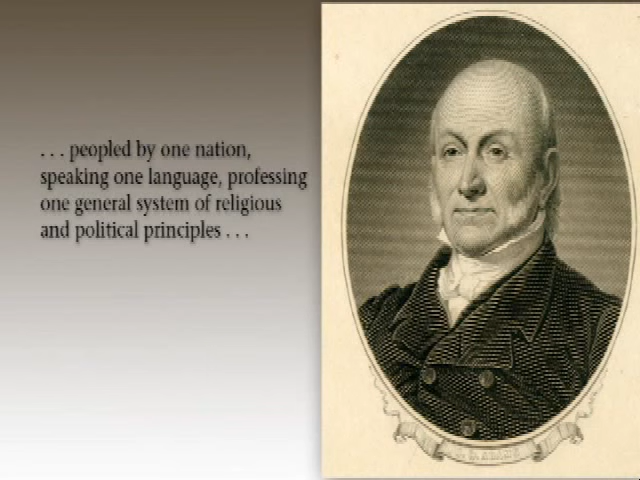 . . . peopled by one nation,
speaking one language, professing
one general system of religious
and political principles . . .